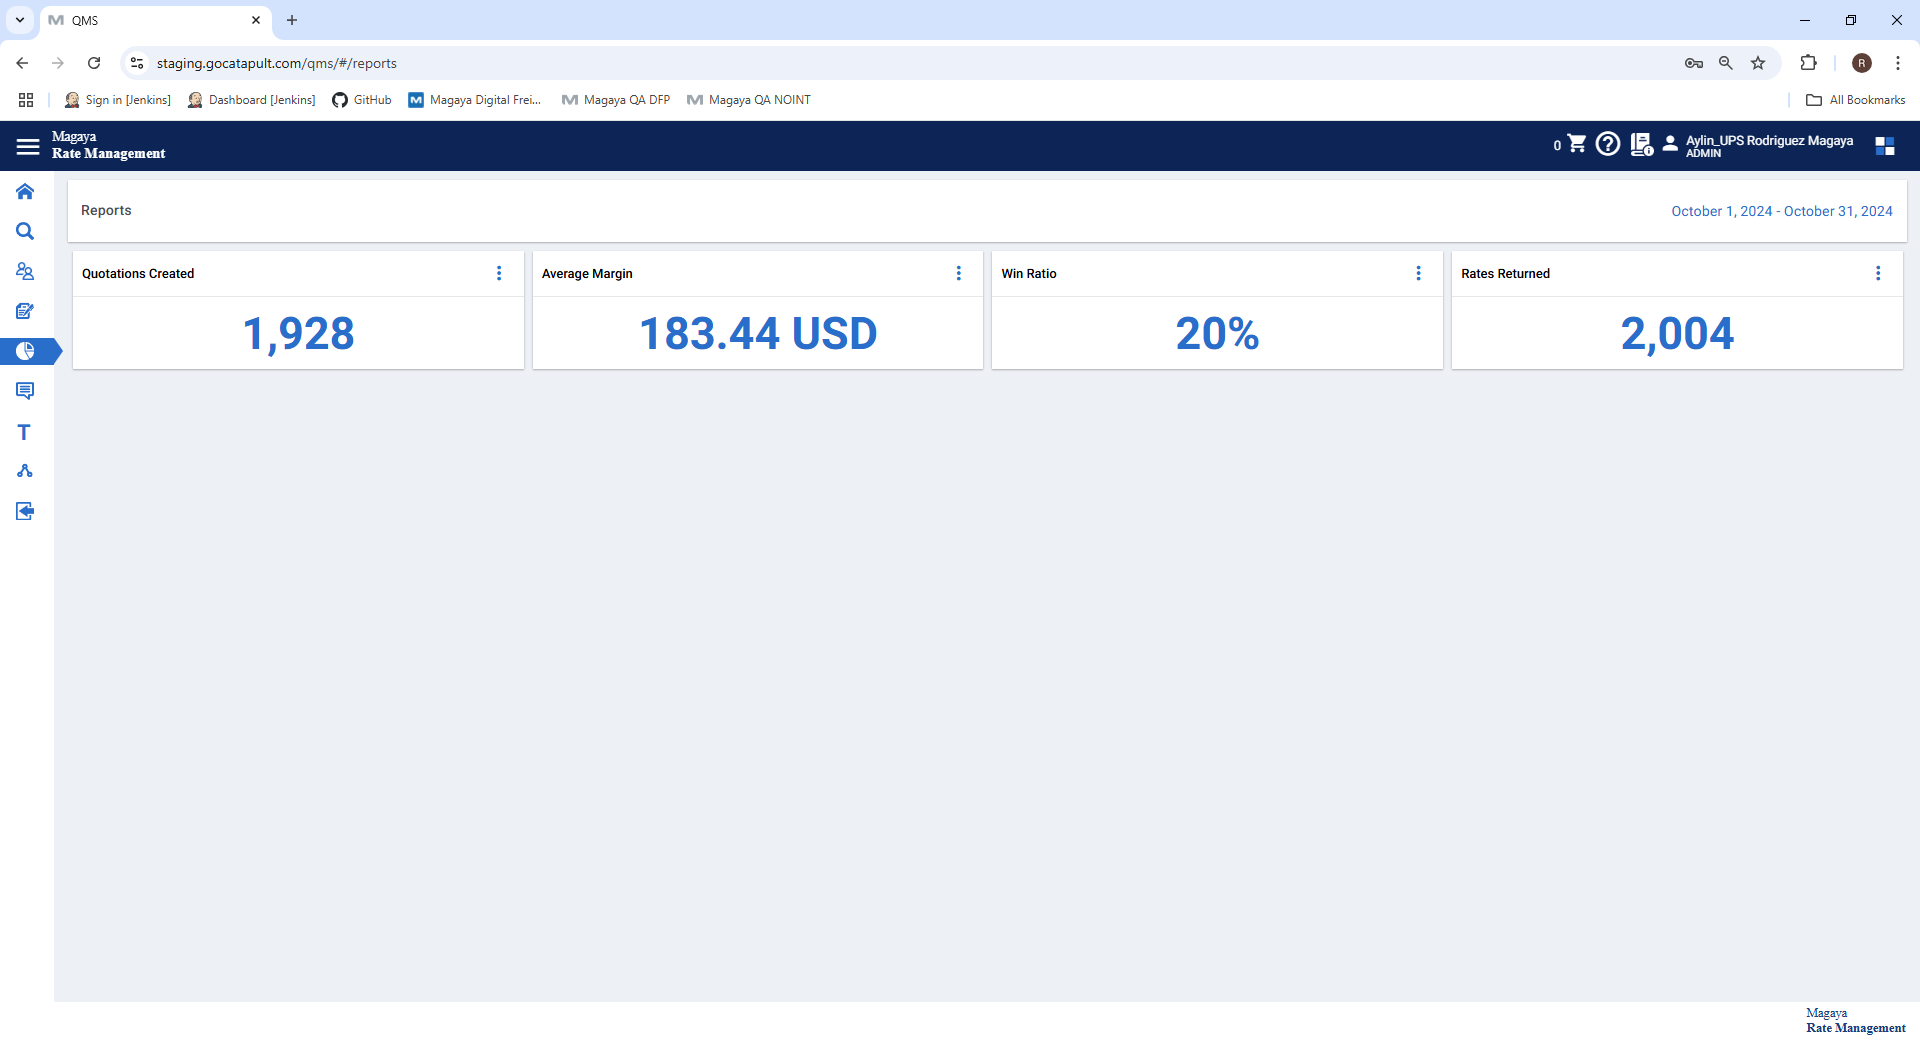 QMS
staging.gocatapult.com/qms/#/reports
R
Sign in [Jenkins]
Dashboard [Jenkins]
GitHub
Magaya Digital Frei...
Magaya QA DFP
Magaya QA NOINT
All Bookmarks
Magaya
Rate Management
0
Aylin_UPS Rodriguez Magaya
ADMIN
Reports
October 1, 2024 - October 31, 2024
Quotations Created
1,928
Average Margin
183.44 USD
Win Ratio
20%
Rates Returned
2,004
T
Magaya
Rate Management